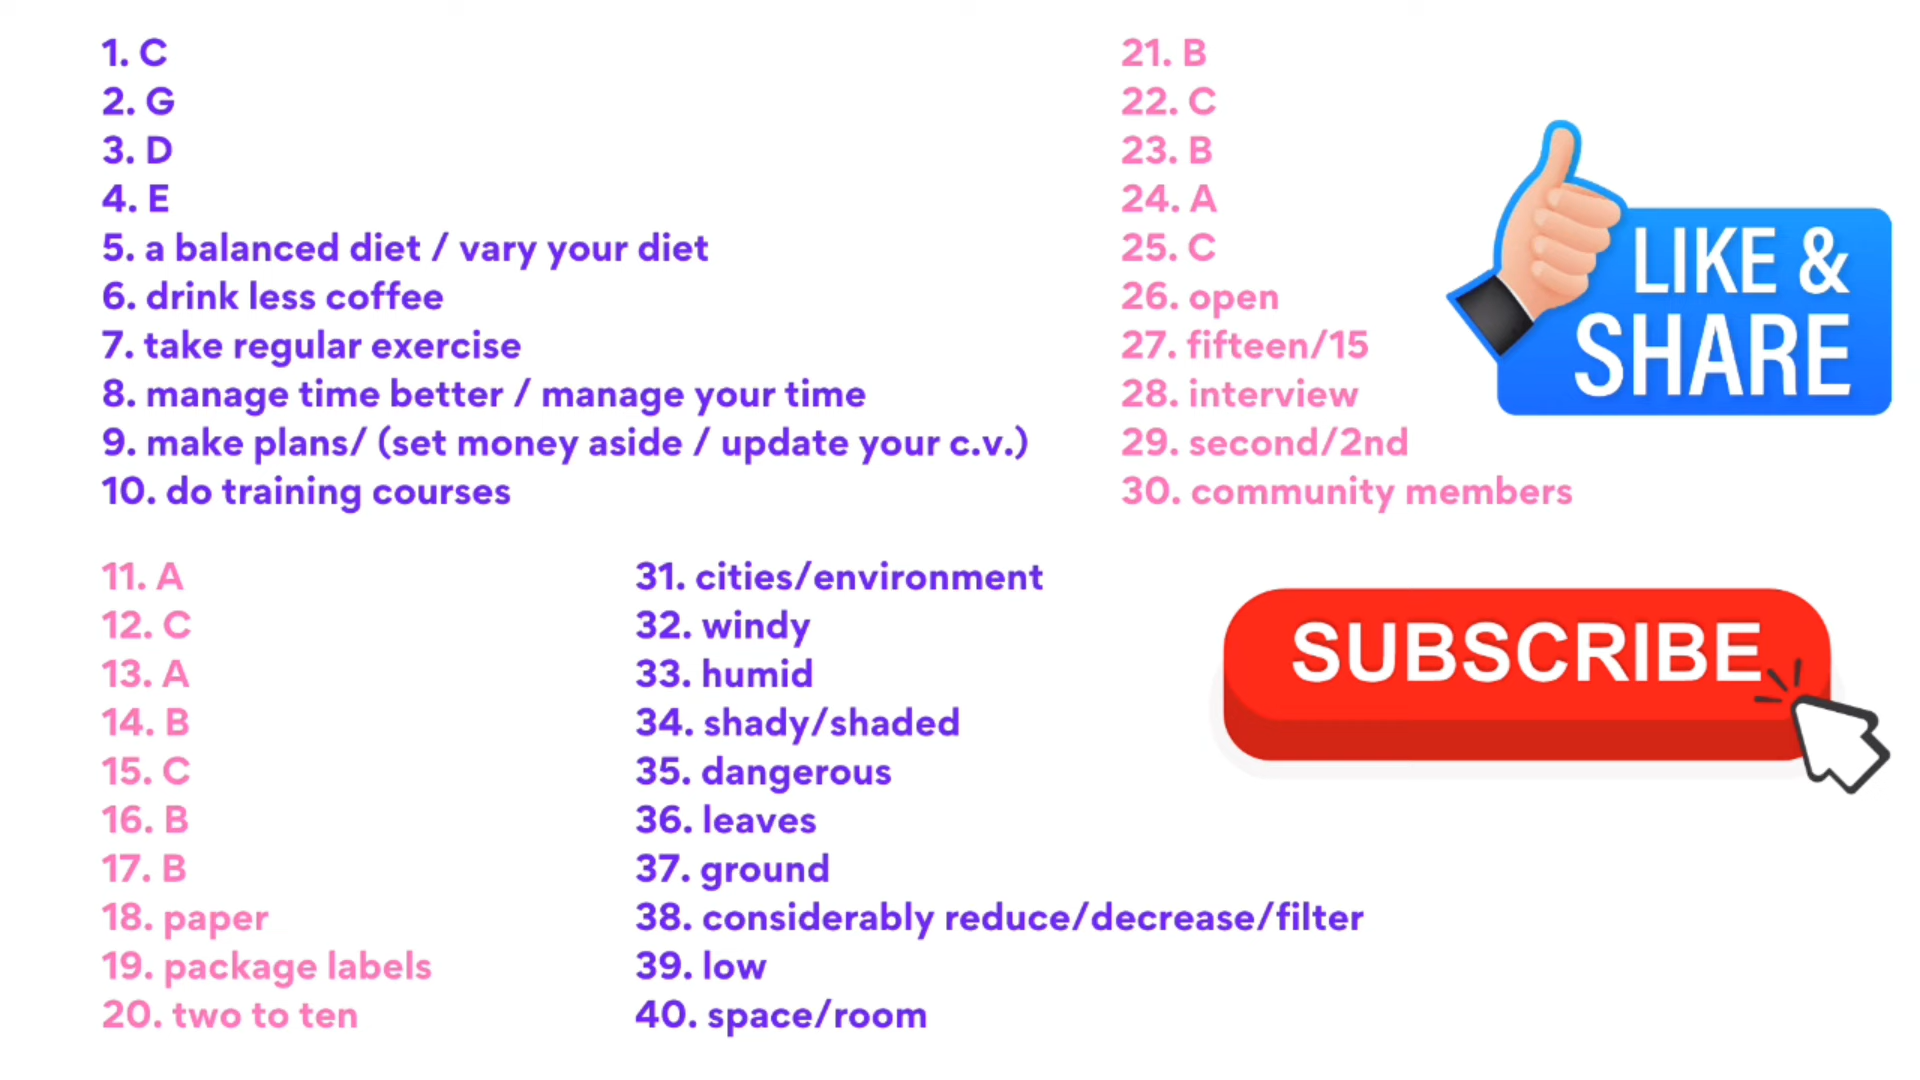 1. C
2. G
3. D
4. E
5. a balanced diet / vary your diet
6. drink less coffee
7. take regular exercise
8. manage time better / manage your time
9. make plans/ (set money aside / update your c.v.)
10. do training courses
11. A
12. C
13. A
14. B
15. C
16. B
17. B
18. paper
19. package labels
20. two to ten
21. B
22. C
23. B
24. A
25. C
26. open
27. fifteen/15
28. interview
29. second/2nd
30. community members
31. cities/environment
32. windy
33. humid
34. shady/shaded
35. dangerous
36. leaves
37. ground
38. considerably reduce/decrease/filter
39. low
40. space/room
LIKE &
SHARE
SUBSCRIBE